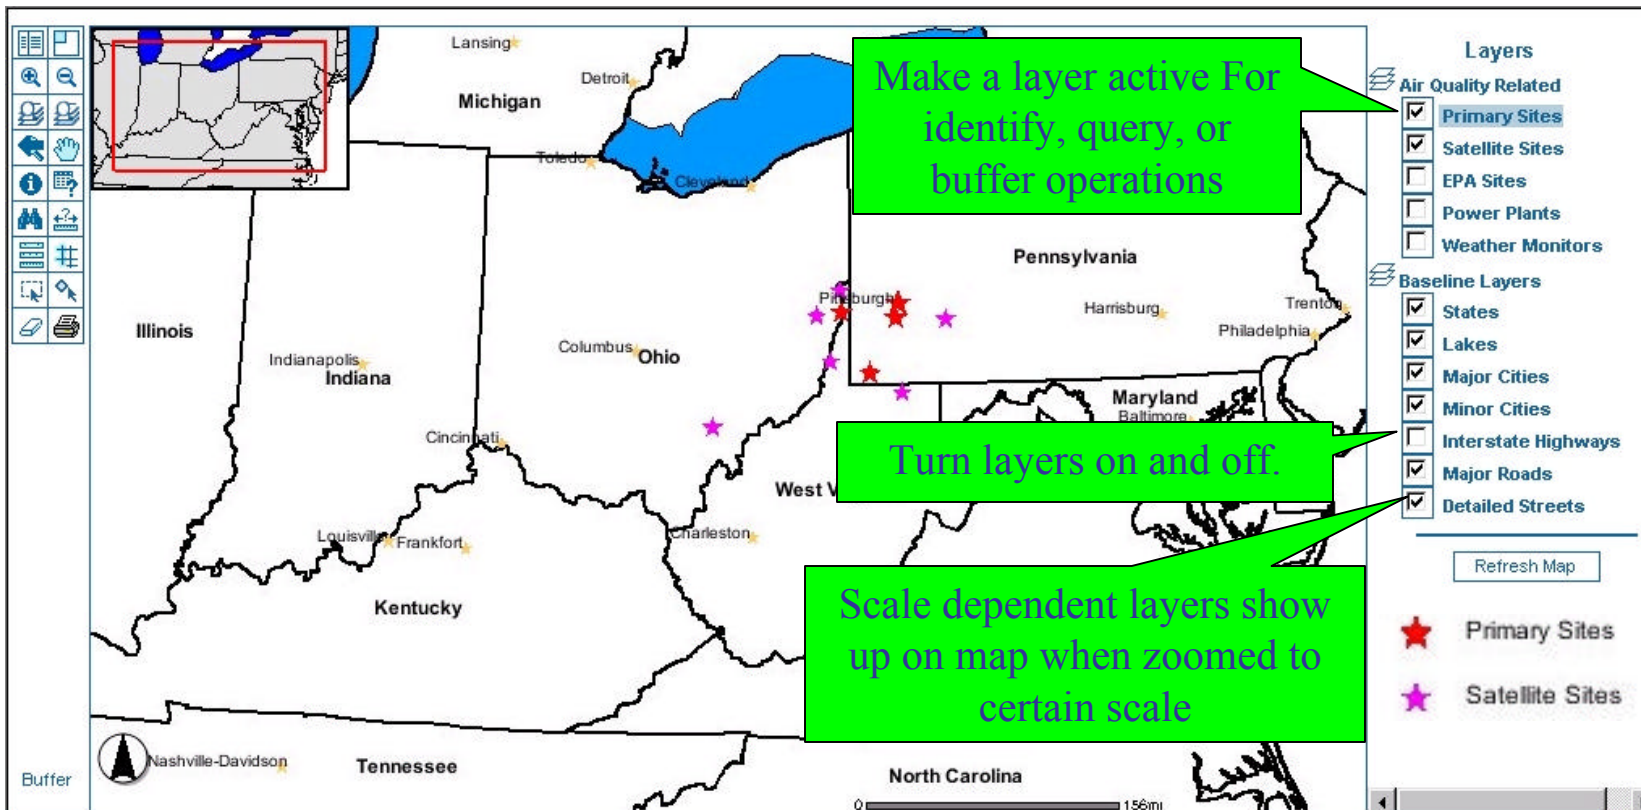 Lansing
Detroit
Michigan
Toledo
Cleveland
Make a layer active For
identify, query, or
buffer operations
Pennsylvania
Pittsburgh
Harrisburg
Trenton
Philadelphia
Illinois
Indianapolis
Indiana
Columbus
Ohio
Maryland
Baltimore
Cincinnati
Turn layers on and off.
West V
Louisville
Frankfort
Charleston
Kentucky
Scale dependent layers show
up on map when zoomed to
certain scale
Nashville-Davidson
Tennessee
North Carolina
0 156mi
Buffer
Layers
Air Quality Related
Primary Sites
Satellite Sites
EPA Sites
Power Plants
Weather Monitors
Baseline Layers
States
Lakes
Major Cities
Minor Cities
Interstate Highways
Major Roads
Detailed Streets
Refresh Map
Primary Sites
Satellite Sites